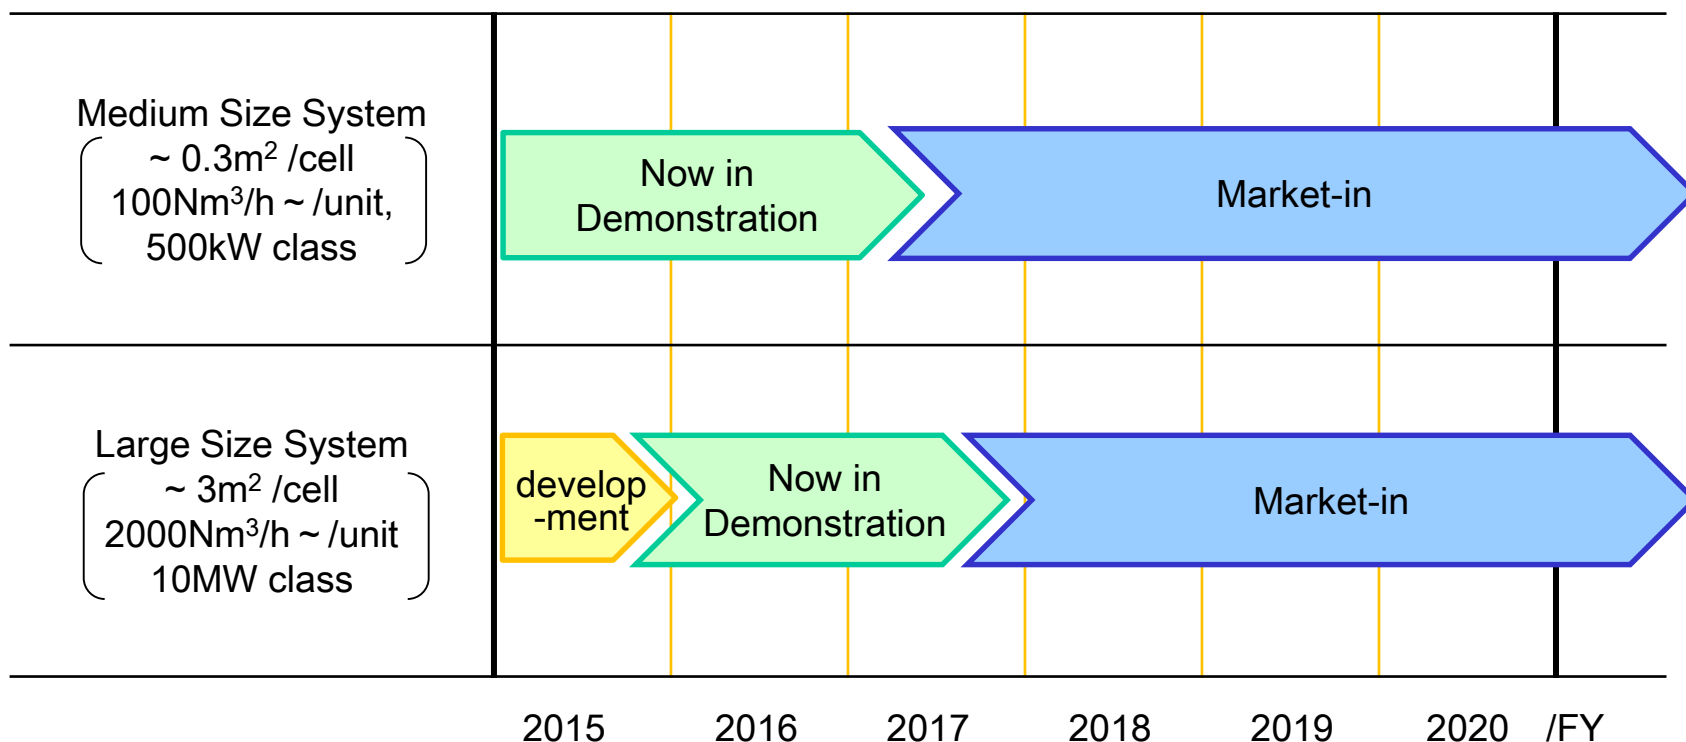 Medium Size System
~ 0.3m² /cell
100Nm³/h ~ /unit,
500kW class
Now in
Demonstration
Market-in
Large Size System
~ 3m² /cell
2000Nm³/h ~ /unit
10MW class
develop
-ment
Now in
Demonstration
Market-in
2015 2016 2017 2018 2019 2020 /FY